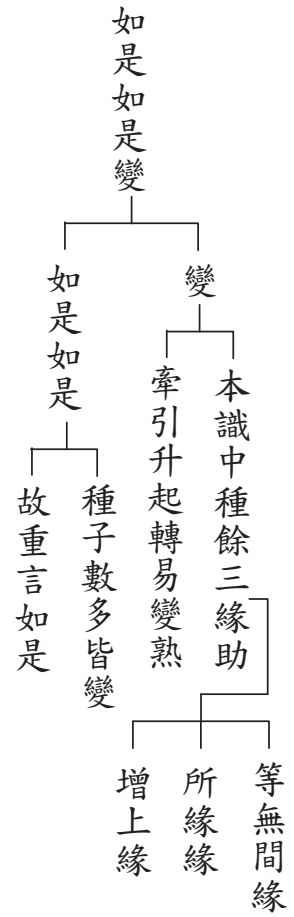 如是如是變
變
本識中種餘三緣助
等無間緣
所緣緣
增上緣
牽引升起轉易變熟
如是如是
種子數多皆變
故重言如是